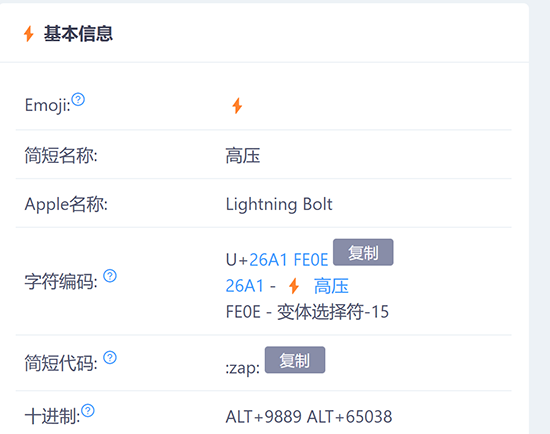 ⚡ 基本信息
Emoji:? ⚡
简短名称: 高压
Apple名称: Lightning Bolt
字符编码:? U+26A1 FE0E 复制
26A1 - ⚡ 高压
FE0E - 变体选择符-15
简短代码:? :zap: 复制
十进制:? ALT+9889 ALT+65038